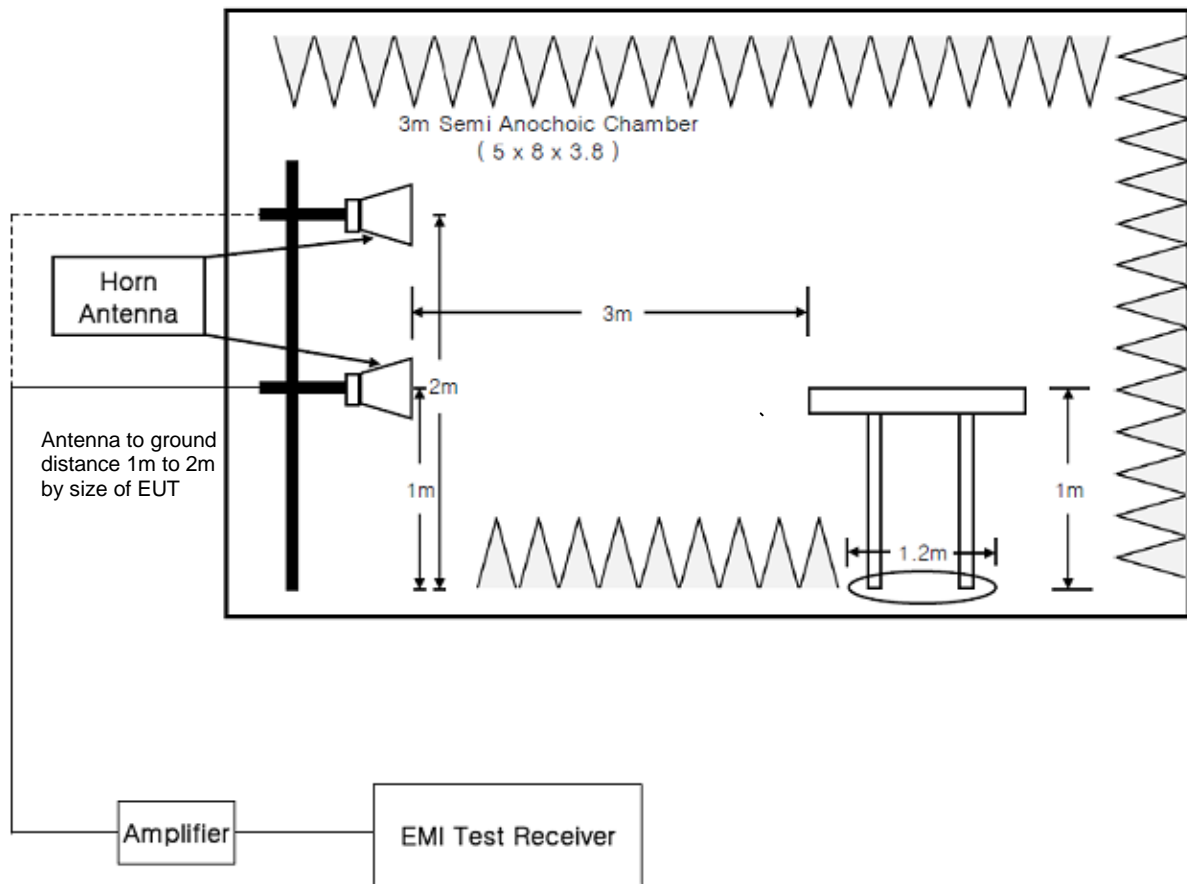 3m Semi Anochoic Chamber
( 5 x 8 x 3.8 )
Horn
Antenna
3m
2m
Antenna to ground
distance 1m to 2m
by size of EUT
1m
1m
1.2m
Amplifier
EMI Test Receiver